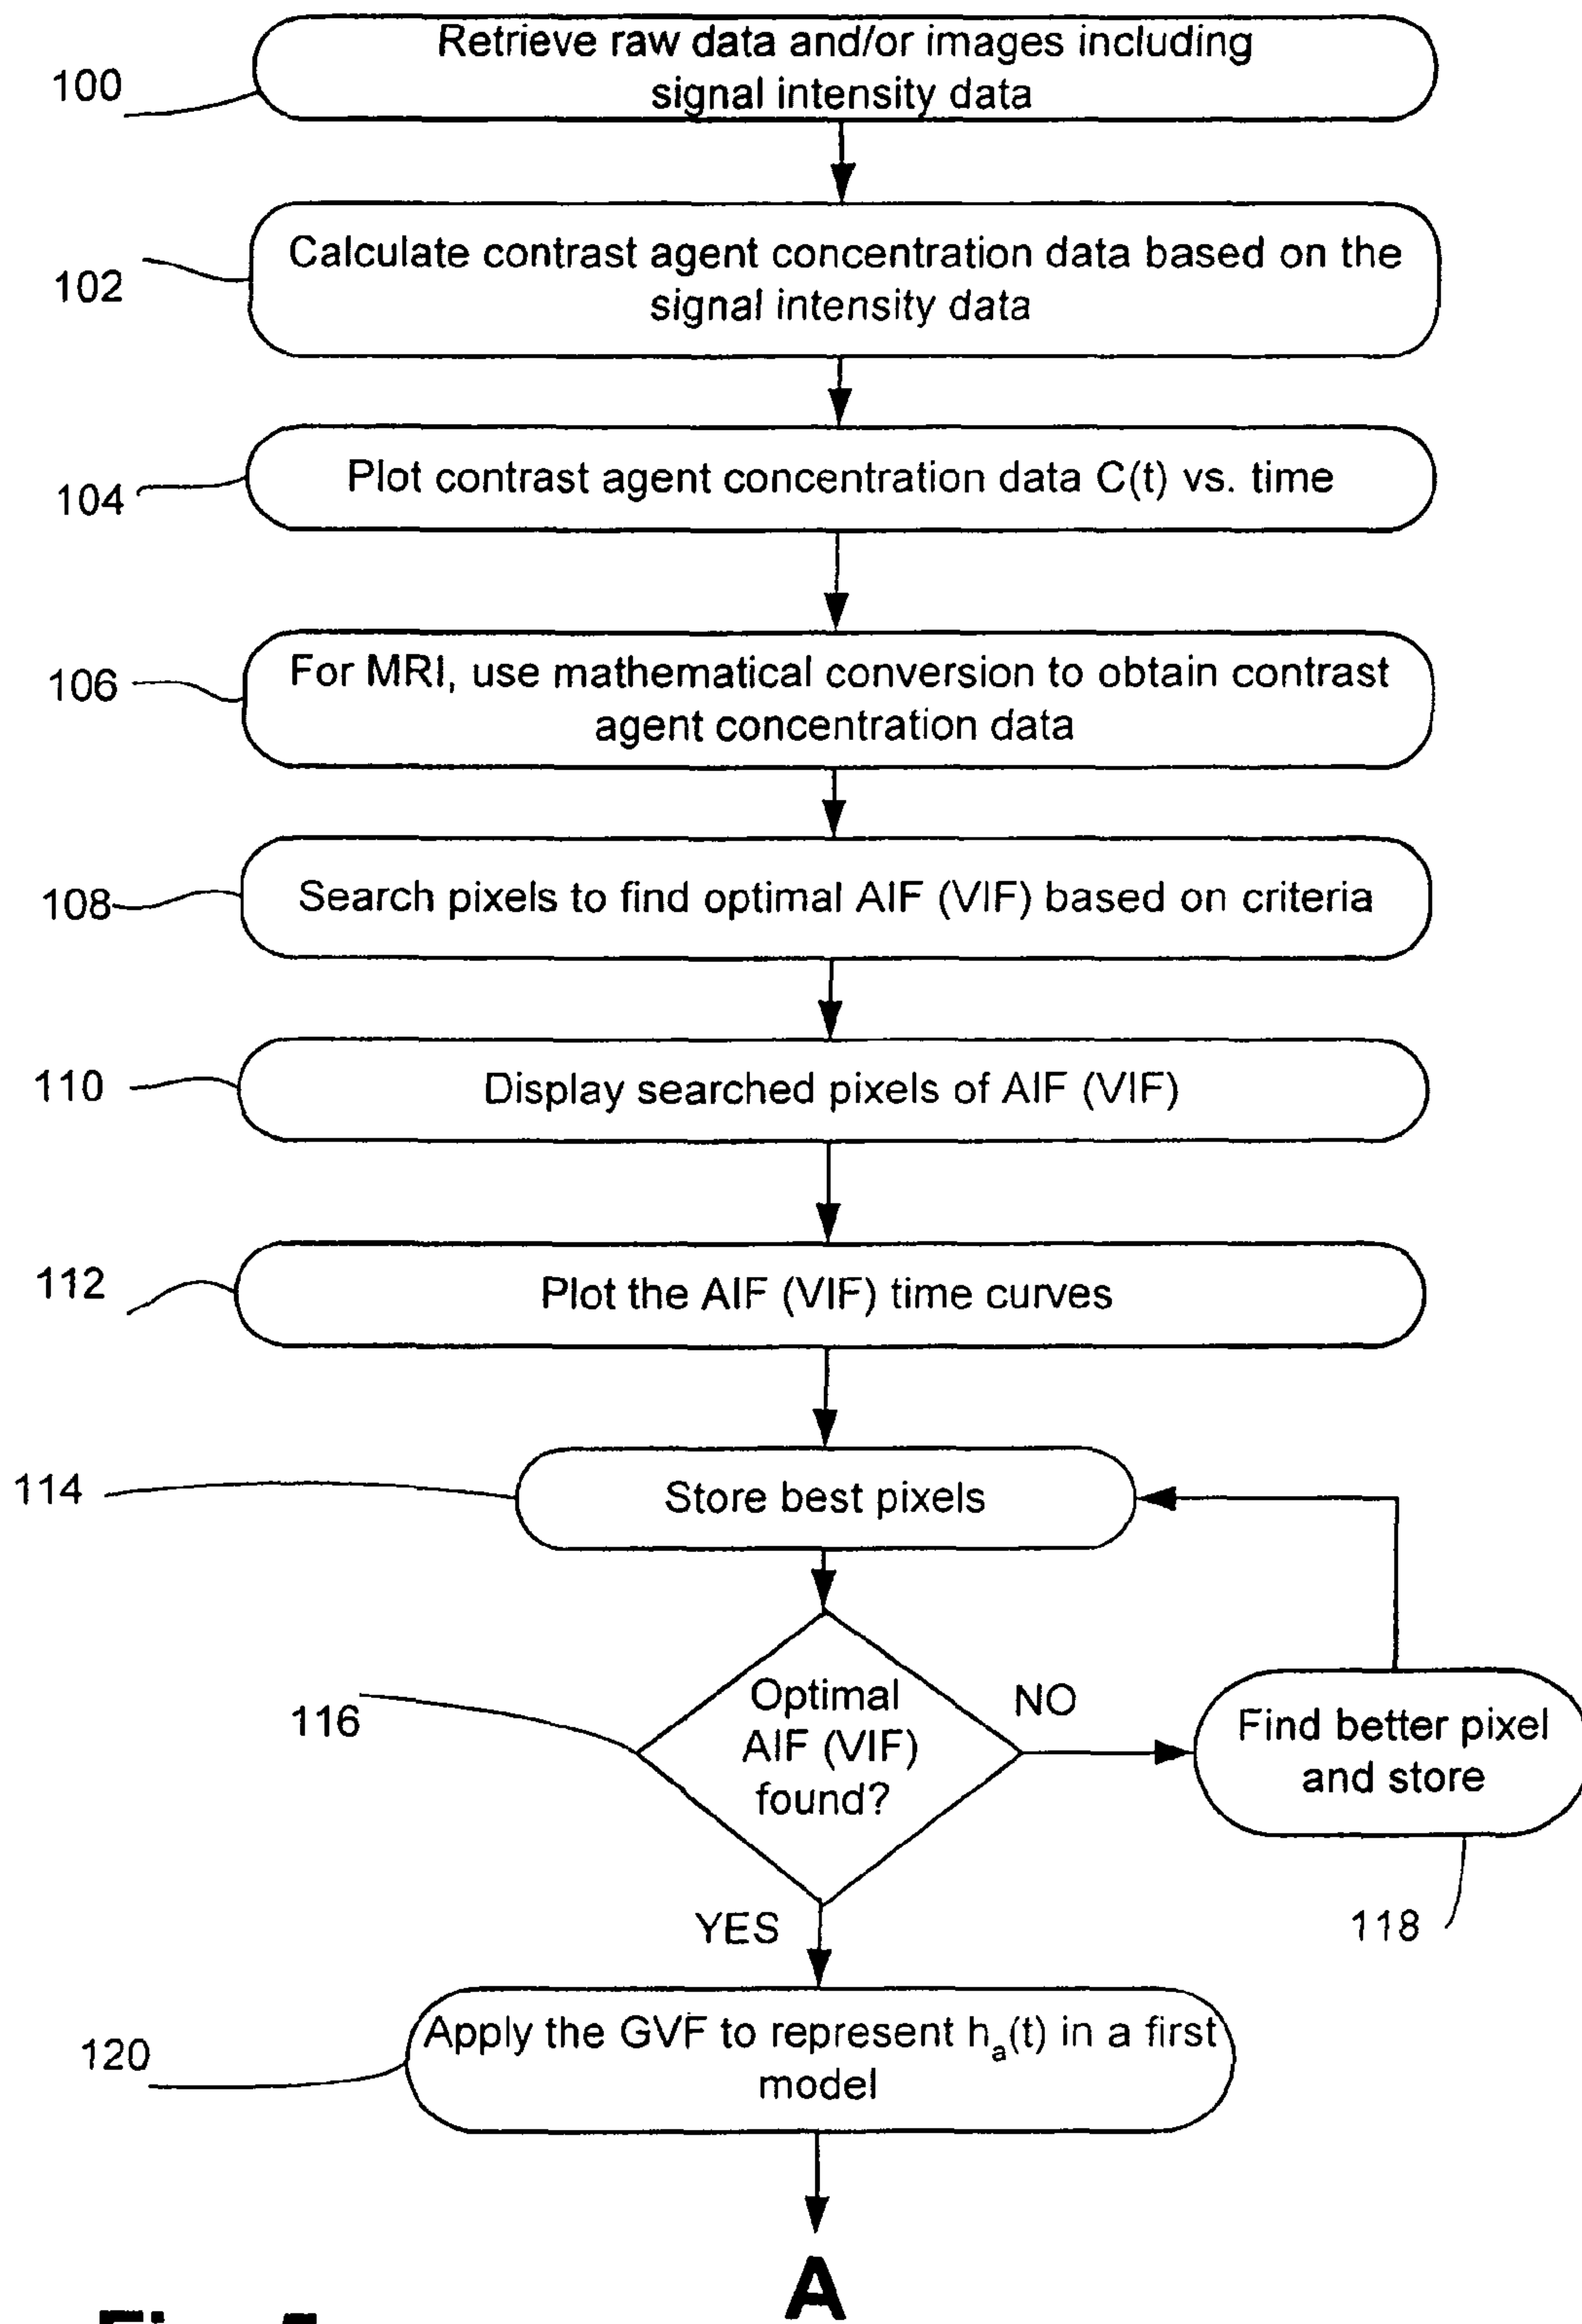 Retrieve raw data and/or images including
signal intensity data
100
Calculate contrast agent concentration data based on the
signal intensity data
102
Plot contrast agent concentration data C(t) vs. time
104
For MRI, use mathematical conversion to obtain contrast
agent concentration data
106
Search pixels to find optimal AIF (VIF) based on criteria
108
Display searched pixels of AIF (VIF)
110
Plot the AIF (VIF) time curves
112
Store best pixels
114
Optimal
AIF (VIF)
found?
116
NO
Find better pixel
and store
118
YES
Apply the GVF to represent hₐ(t) in a first
model
120
A